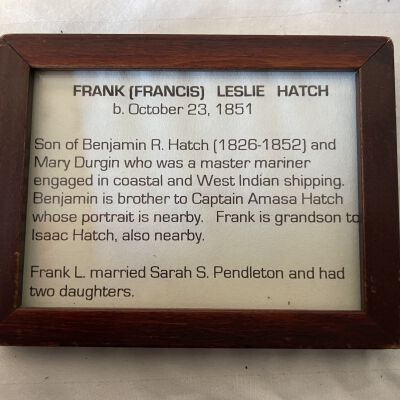 FRANK (FRANCIS) LESLIE HATCH
b. October 23, 1851
Son of Benjamin R. Hatch (1826-1852) and
Mary Durgin who was a master mariner
engaged in coastal and West Indian shipping.
Benjamin is brother to Captain Amasa Hatch
whose portrait is nearby. Frank is grandson to
Isaac Hatch, also nearby.
Frank L. married Sarah S. Pendleton and had
two daughters.